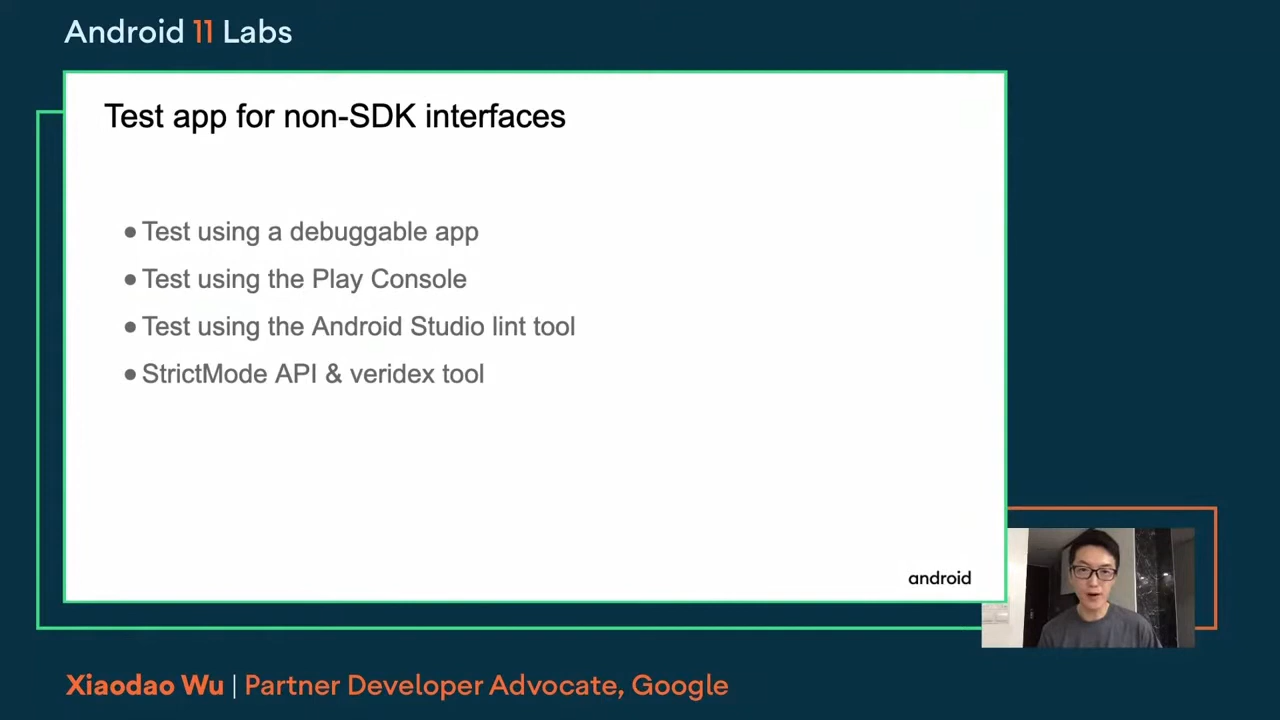 Android 11 Labs
Test app for non-SDK interfaces
● Test using a debuggable app
● Test using the Play Console
● Test using the Android Studio lint tool
● StrictMode API & veridex tool
android
Xiaodao Wu | Partner Developer Advocate, Google